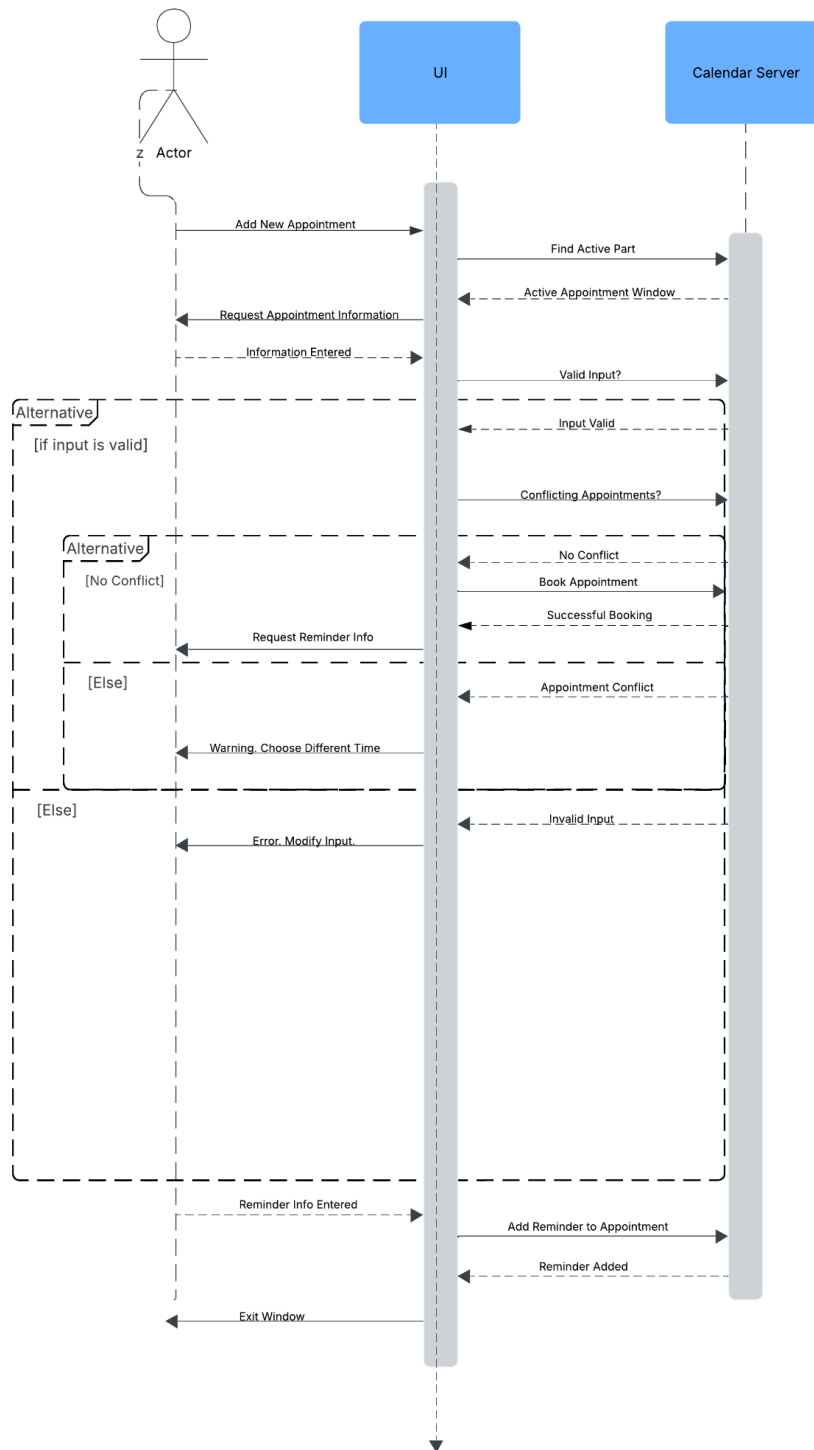 UI
Calendar Server
z Actor
Add New Appointment
Find Active Part
Active Appointment Window
Request Appointment Information
Information Entered
Valid Input?
Alternative
Input Valid
[if input is valid]
Conflicting Appointments?
Alternative
No Conflict
[No Conflict]
Book Appointment
Successful Booking
Request Reminder Info
[Else]
Appointment Conflict
Warning. Choose Different Time
[Else]
Invalid Input
Error. Modify Input.
Reminder Info Entered
Add Reminder to Appointment
Reminder Added
Exit Window